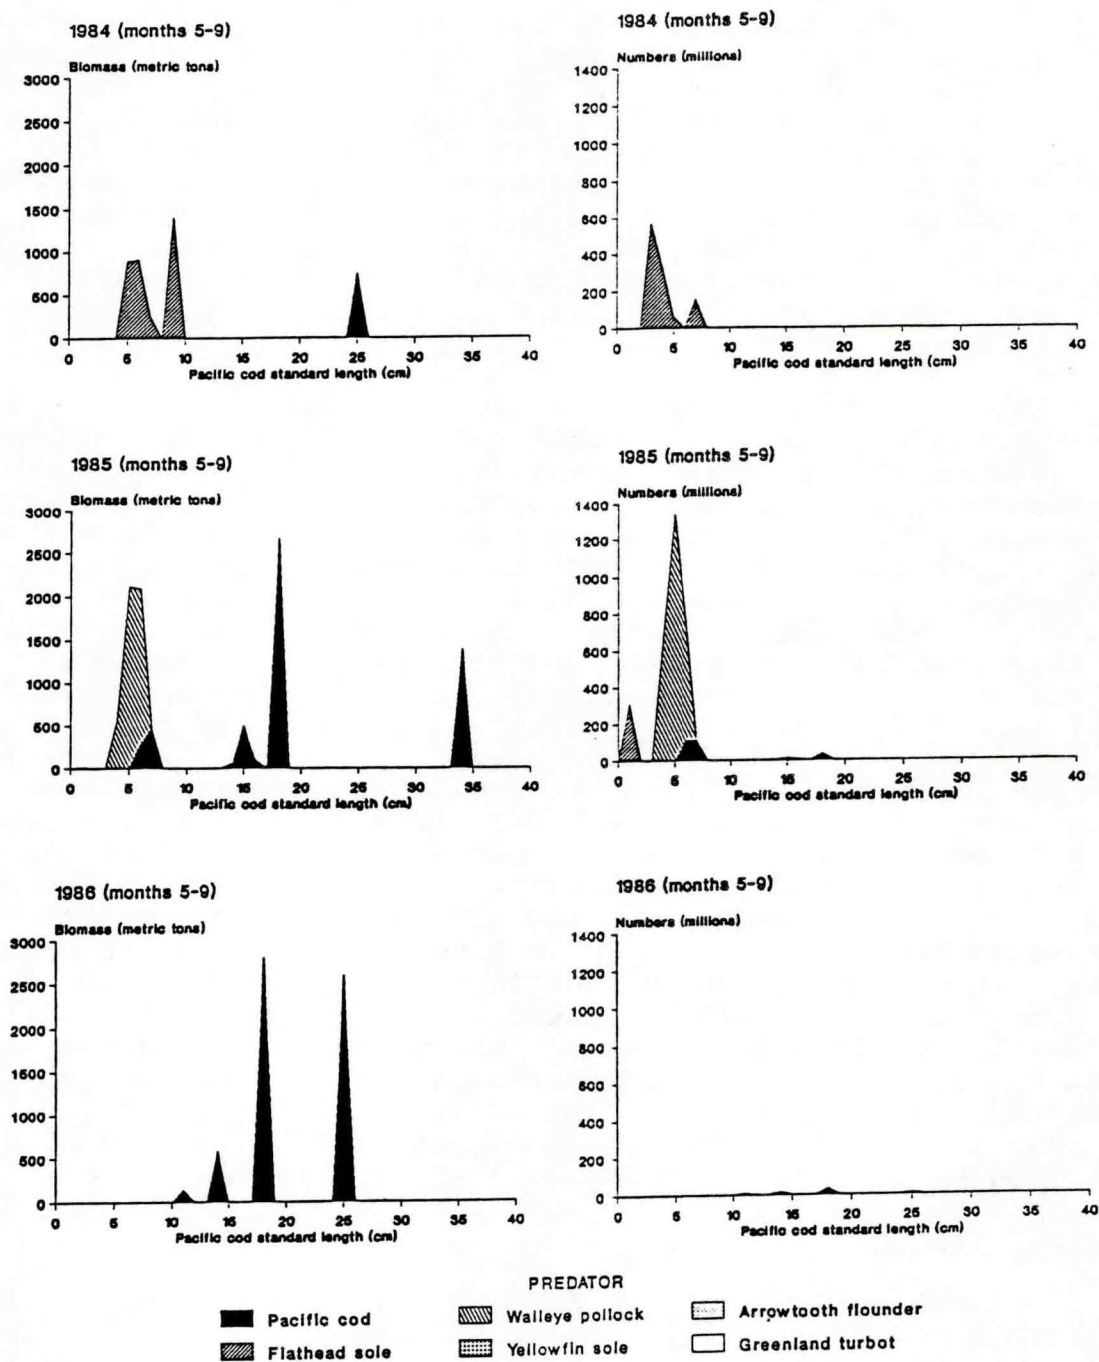 1984 (months 5-9)
Biomass (metric tons)
3000
2500
2000
1500
1000
500
0
0 5 10 15 20 25 30 35 40
Pacific cod standard length (cm)
1984 (months 5-9)
Numbers (millions)
1400
1200
1000
800
600
400
200
0
0 5 10 15 20 25 30 35 40
Pacific cod standard length (cm)
1985 (months 5-9)
Biomass (metric tons)
3000
2500
2000
1500
1000
500
0
0 5 10 15 20 25 30 35 40
Pacific cod standard length (cm)
1985 (months 5-9)
Numbers (millions)
1400
1200
1000
800
600
400
200
0
0 5 10 15 20 25 30 35 40
Pacific cod standard length (cm)
1986 (months 5-9)
Biomass (metric tons)
3000
2500
2000
1500
1000
500
0
0 5 10 15 20 25 30 35 40
Pacific cod standard length (cm)
1986 (months 5-9)
Numbers (millions)
1400
1200
1000
800
600
400
200
0
0 5 10 15 20 25 30 35 40
Pacific cod standard length (cm)
PREDATOR
Pacific cod
Walleye pollock
Arrowtooth flounder
Flathead sole
Yellowfin sole
Greenland turbot